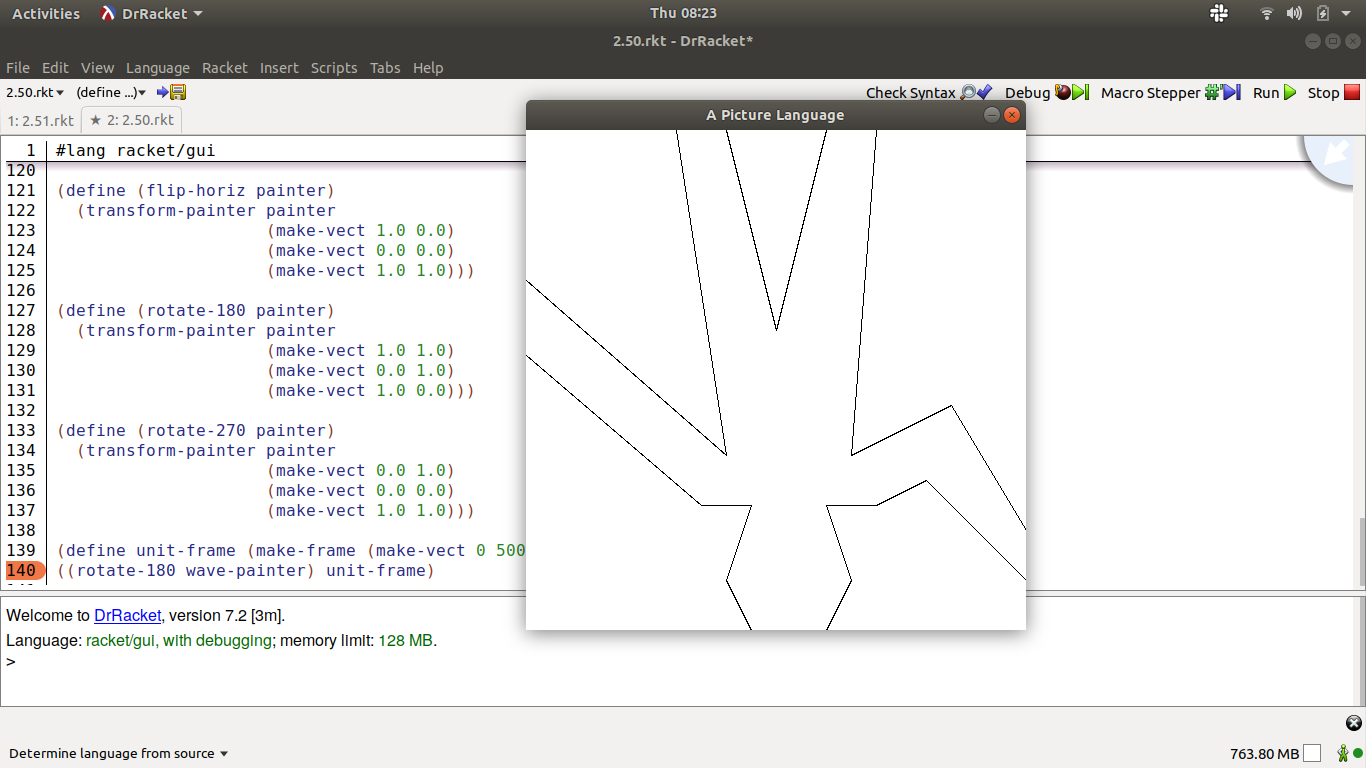 Activities DrRacket Thu 08:23
2.50.rkt - DrRacket*
File Edit View Language Racket Insert Scripts Tabs Help
2.50.rkt (define ...) Check Syntax Debug Macro Stepper Run Stop
1: 2.51.rkt ★ 2: 2.50.rkt
A Picture Language
1 #lang racket/gui
120
121 (define (flip-horiz painter)
122   (transform-painter painter
123                      (make-vect 1.0 0.0)
124                      (make-vect 0.0 0.0)
125                      (make-vect 1.0 1.0)))
126
127 (define (rotate-180 painter)
128   (transform-painter painter
129                      (make-vect 1.0 1.0)
130                      (make-vect 0.0 1.0)
131                      (make-vect 1.0 0.0)))
132
133 (define (rotate-270 painter)
134   (transform-painter painter
135                      (make-vect 0.0 1.0)
136                      (make-vect 0.0 0.0)
137                      (make-vect 1.0 1.0)))
138
139 (define unit-frame (make-frame (make-vect 0 500
140 ((rotate-180 wave-painter) unit-frame)
Welcome to DrRacket, version 7.2 [3m].
Language: racket/gui, with debugging; memory limit: 128 MB.
>
Determine language from source 763.80 MB